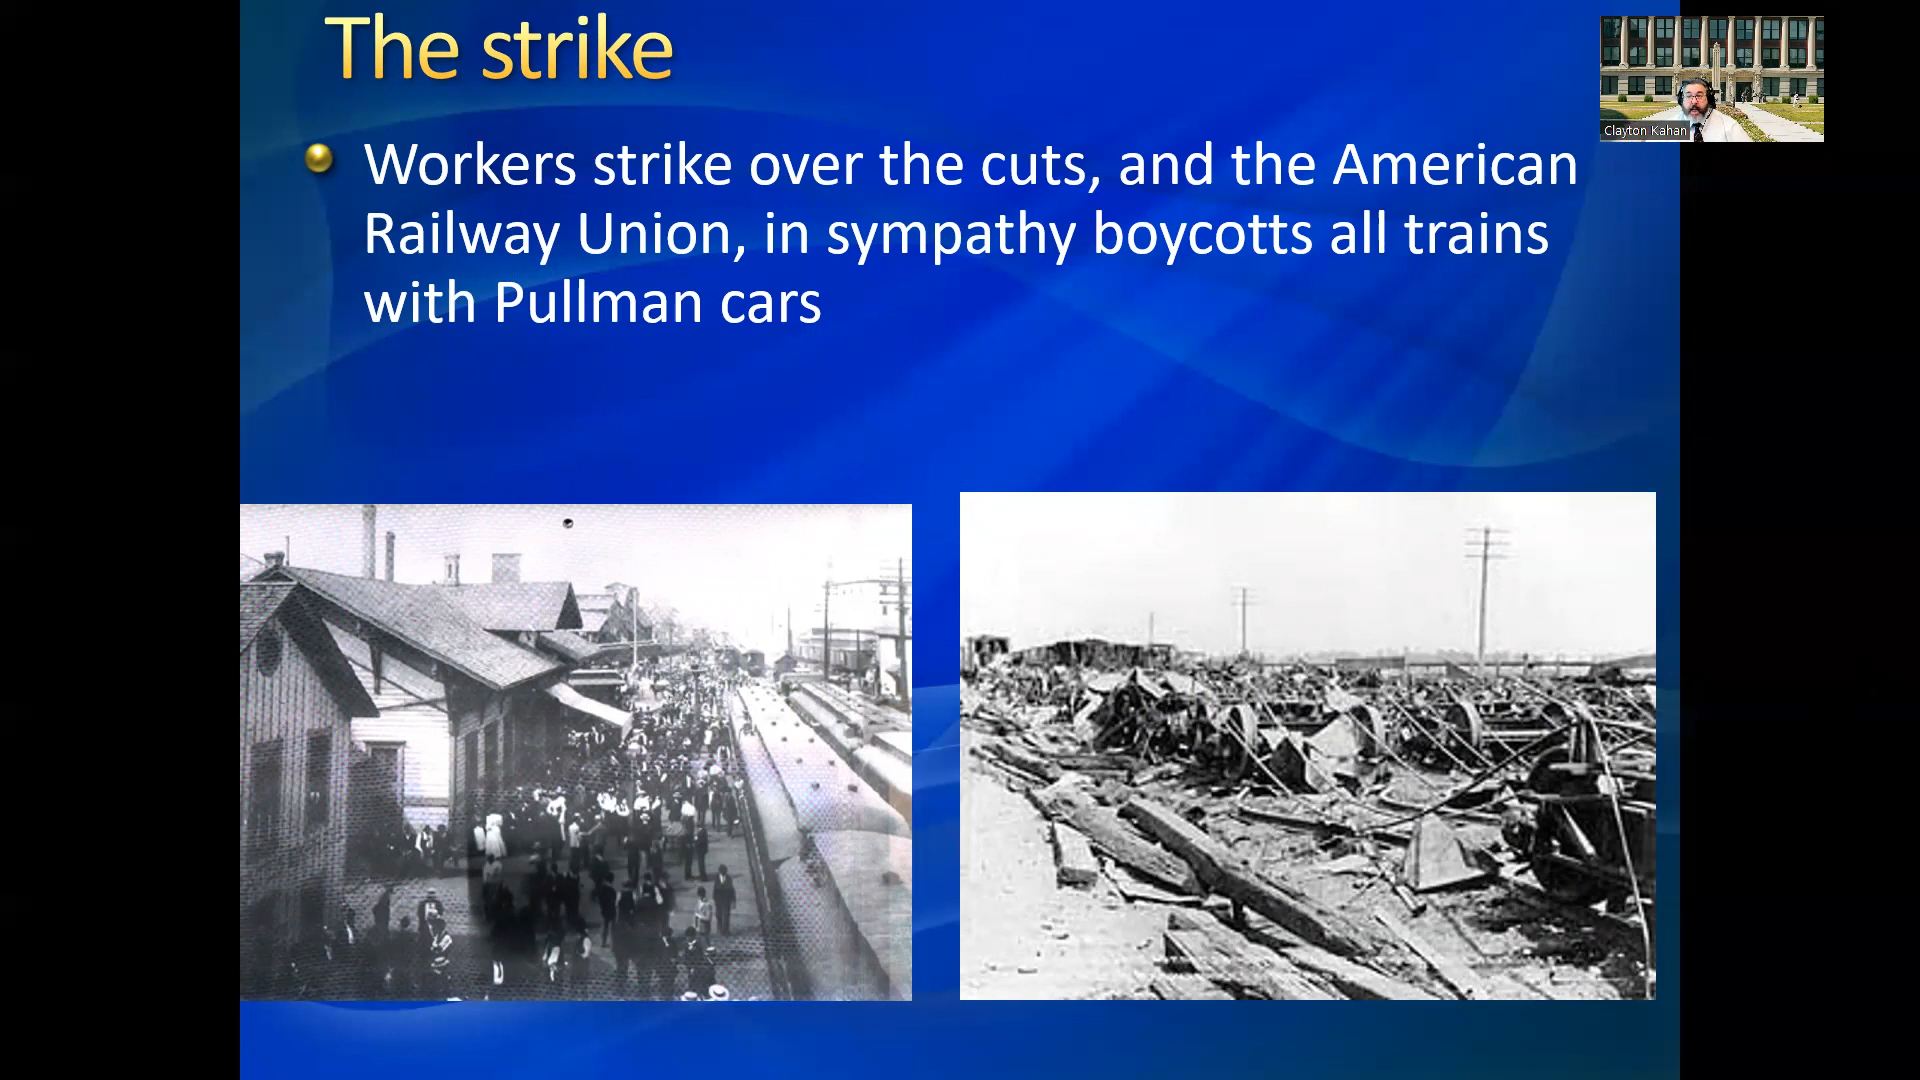 The strike
Workers strike over the cuts, and the American
Railway Union, in sympathy boycotts all trains
with Pullman cars
Clayton Kahan